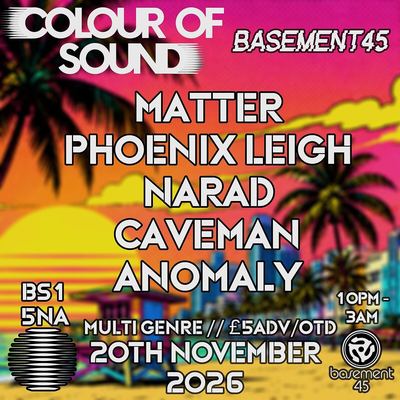 COLOUR OF
SOUND
BASEMENT45
MATTER
PHOENIX LEIGH
NARAD
CAVEMAN
ANOMALY
BS1
5NA
10PM -
3AM
MULTI GENRE // £5ADV/OTD
20TH NOVEMBER
2026
basement
45